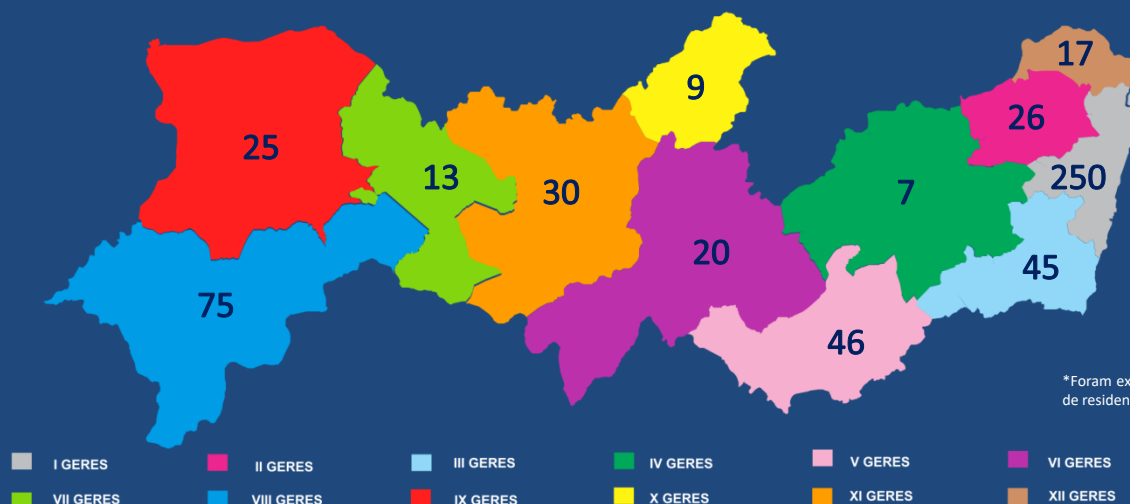 17
9
26
25
13
30
7
250
20
45
75
46
*Foram ex
de residen
I GERES
II GERES
III GERES
IV GERES
V GERES
VI GERES
VII GERES
VIII GERES
IX GERES
X GERES
XI GERES
XII GERES